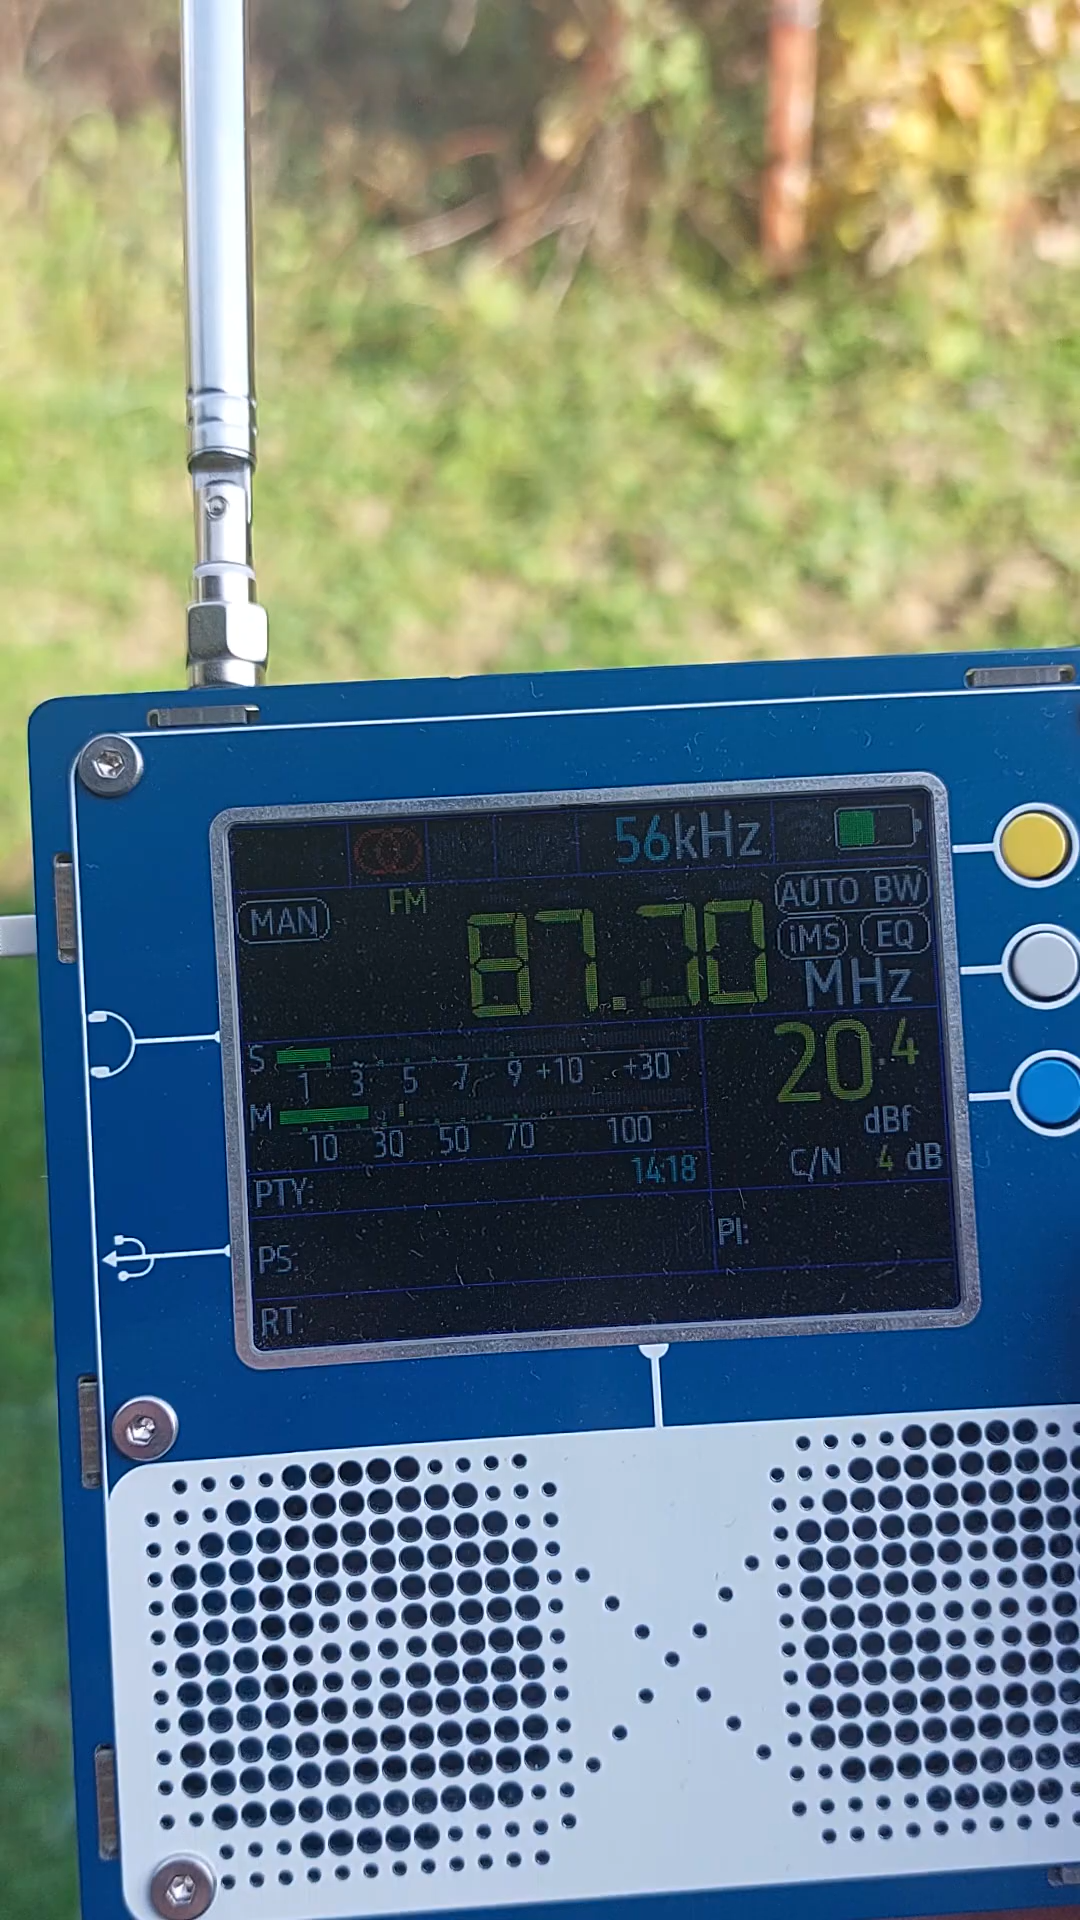 56kHz
FM
MAN
AUTO BW
iMS EQ
87.70 MHz
S
1 3 5 7 9 +10 +30
M
10 30 50 70 100
20.4
dBf
C/N 4 dB
14:18
PTY:
PS:
PI:
RT: